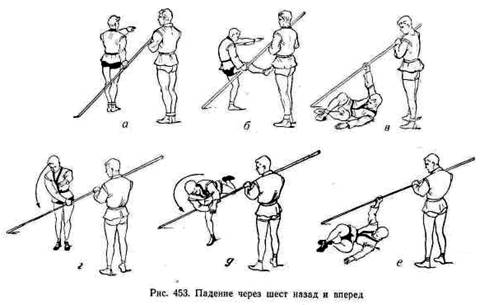 а б в
г д е
Рис. 453. Падение через шест назад и вперед